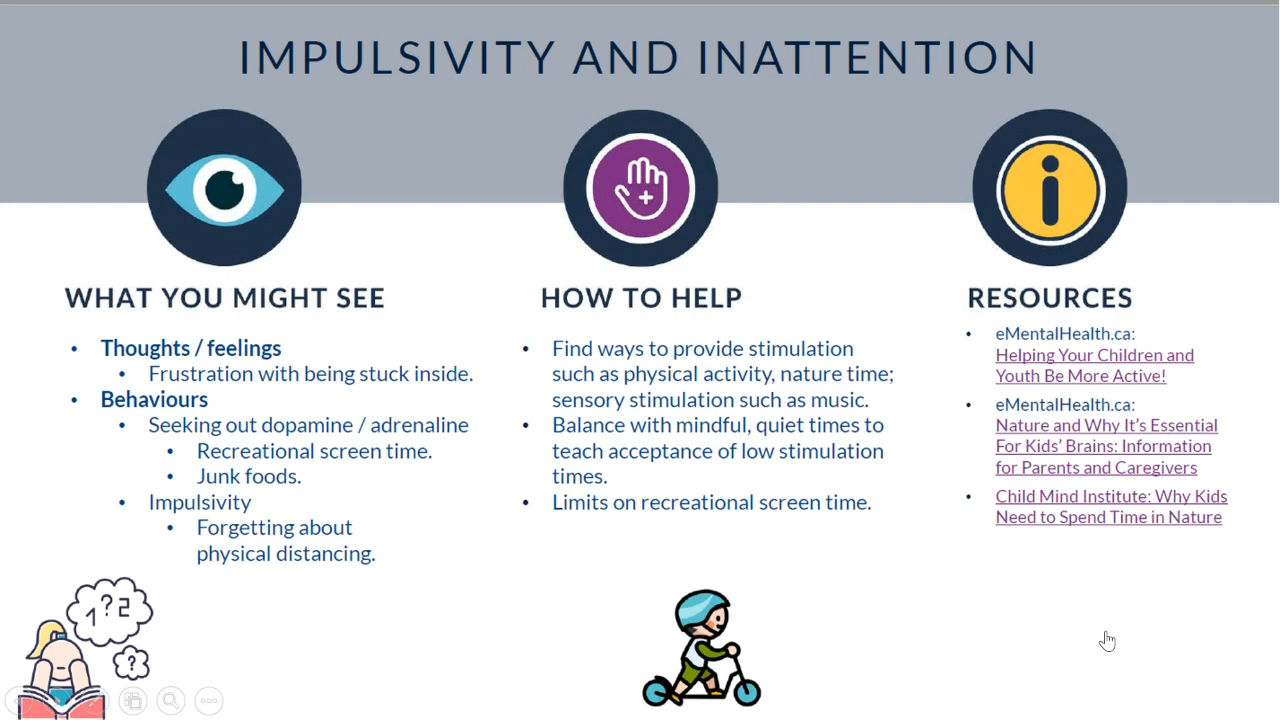 IMPULSIVITY AND INATTENTION
WHAT YOU MIGHT SEE
• Thoughts / feelings
• Frustration with being stuck inside.
• Behaviours
• Seeking out dopamine / adrenaline
• Recreational screen time.
• Junk foods.
• Impulsivity
• Forgetting about
physical distancing.
1?2
?
HOW TO HELP
• Find ways to provide stimulation
such as physical activity, nature time;
sensory stimulation such as music.
• Balance with mindful, quiet times to
teach acceptance of low stimulation
times.
• Limits on recreational screen time.
RESOURCES
• eMentalHealth.ca:
Helping Your Children and
Youth Be More Active!
• eMentalHealth.ca:
Nature and Why It's Essential
For Kids' Brains: Information
for Parents and Caregivers
• Child Mind Institute: Why Kids
Need to Spend Time in Nature